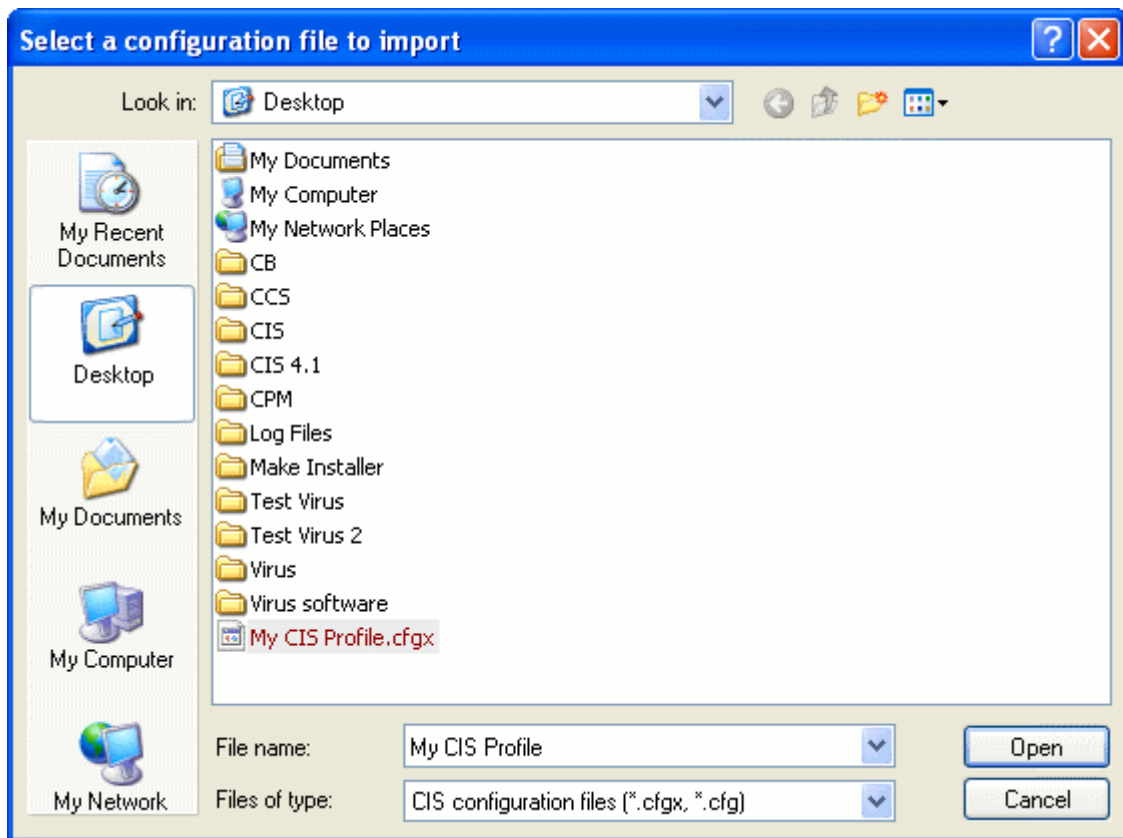 Select a configuration file to import
Look in: Desktop
My Recent
Documents
Desktop
My Documents
My Computer
My Network
My Documents
My Computer
My Network Places
CB
CCS
CIS
CIS 4.1
CPM
Log Files
Make Installer
Test Virus
Test Virus 2
Virus
Virus software
My CIS Profile.cfgx
File name: My CIS Profile Open
Files of type: CIS configuration files (*.cfgx, *.cfg) Cancel